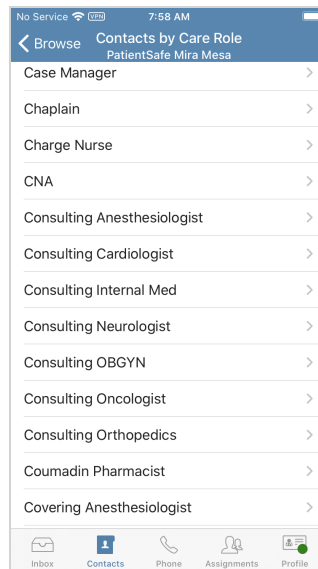 No Service VPN 7:58 AM
Browse Contacts by Care Role
PatientSafe Mira Mesa
Case Manager
Chaplain
Charge Nurse
CNA
Consulting Anesthesiologist
Consulting Cardiologist
Consulting Internal Med
Consulting Neurologist
Consulting OBGYN
Consulting Oncologist
Consulting Orthopedics
Coumadin Pharmacist
Covering Anesthesiologist
Inbox Contacts Phone Assignments Profile